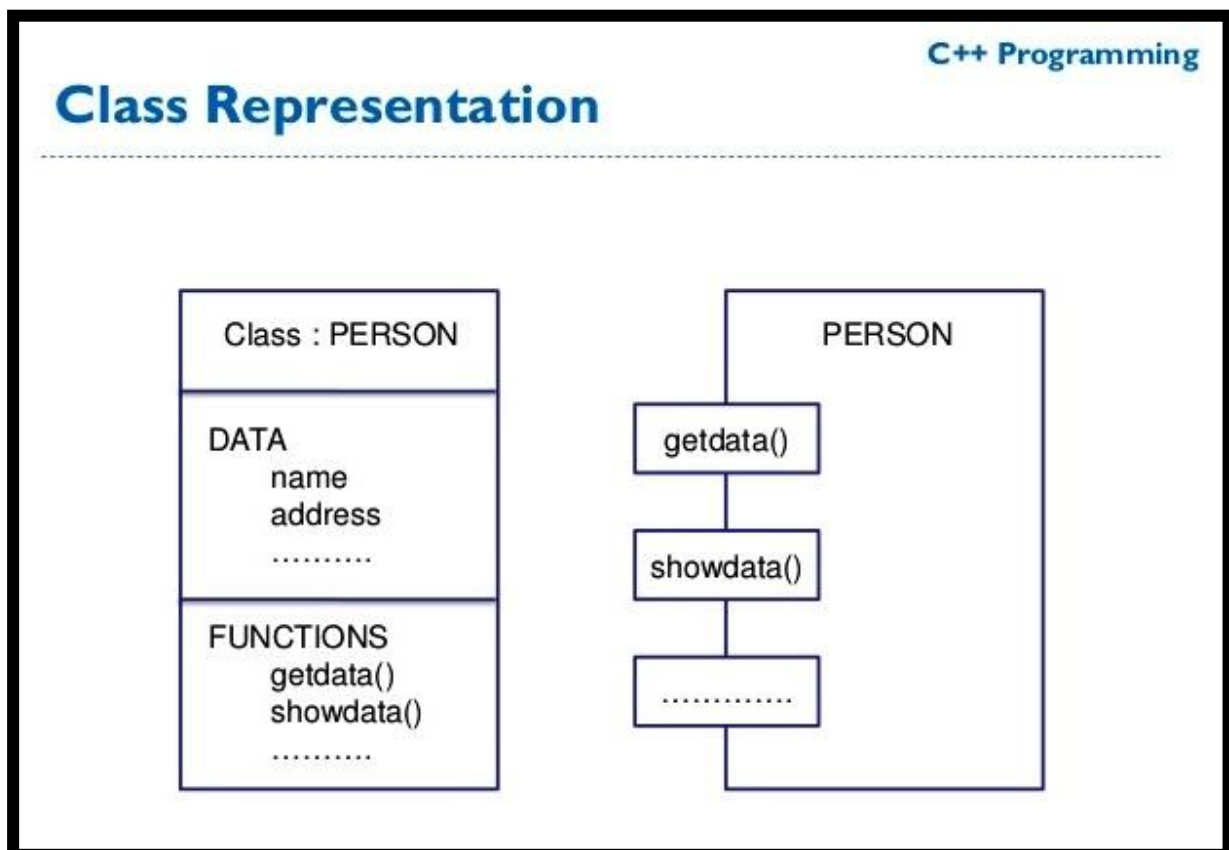 C++ Programming
Class Representation
Class : PERSON
DATA
name
address
..........
FUNCTIONS
getdata()
showdata()
..........
PERSON
getdata()
showdata()
.............